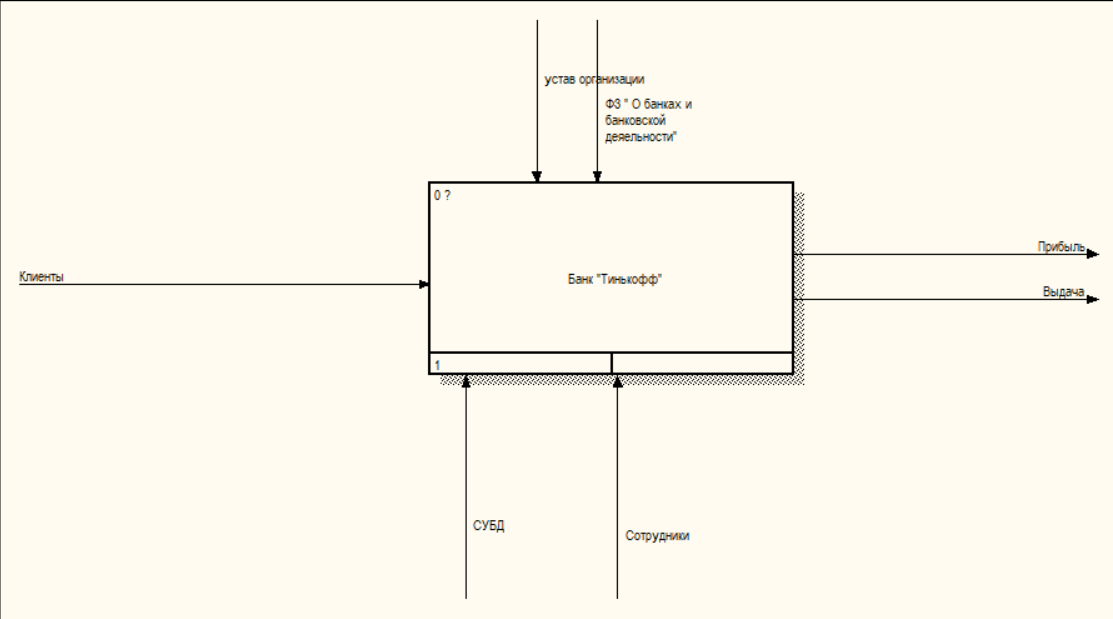 устав организации
ФЗ " О банках и
банковской
деяельности"
0 ?
Прибыль
Клиенты
Банк "Тинькофф"
Выдача
1
СУБД
Сотрудники